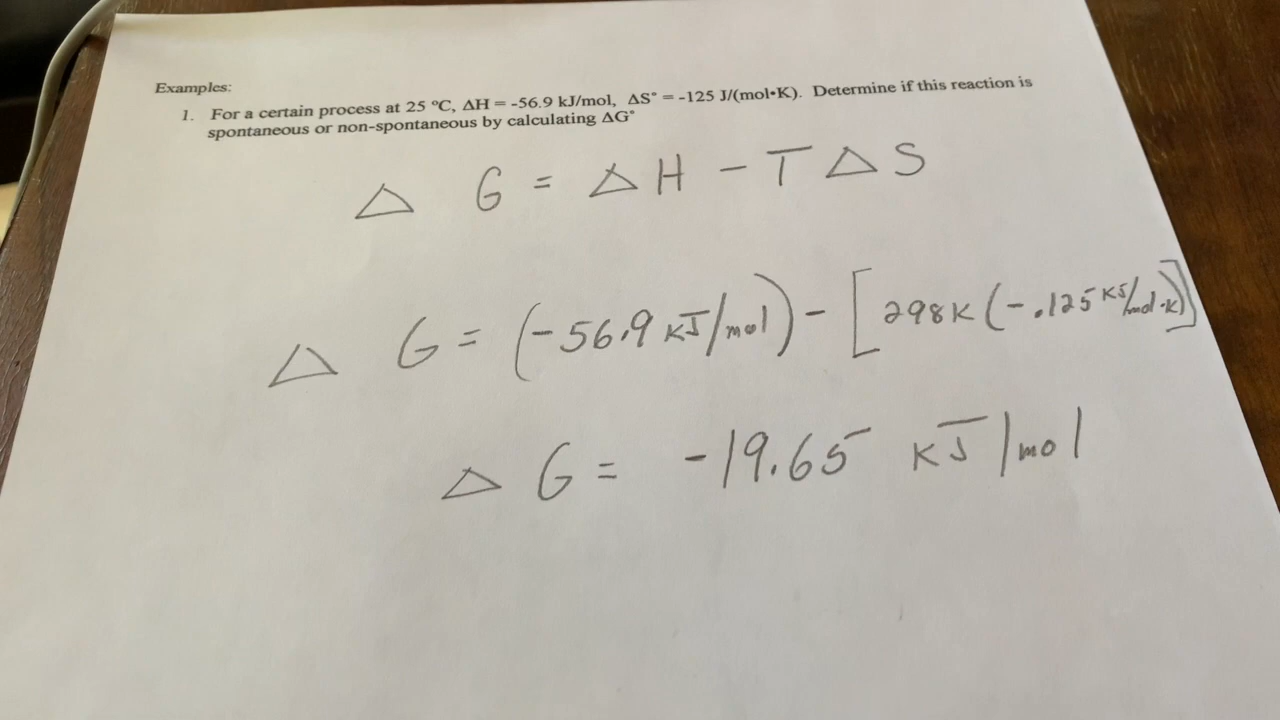 Examples:
1. For a certain process at 25 °C, ΔH = -56.9 kJ/mol, ΔS° = -125 J/(mol•K). Determine if this reaction is
spontaneous or non-spontaneous by calculating ΔG°
Δ G = ΔH - TΔS
Δ G = (-56.9 KJ/mol) - [298K (-.125 KJ/mol·K)]
Δ G = -19.65 KJ/mol